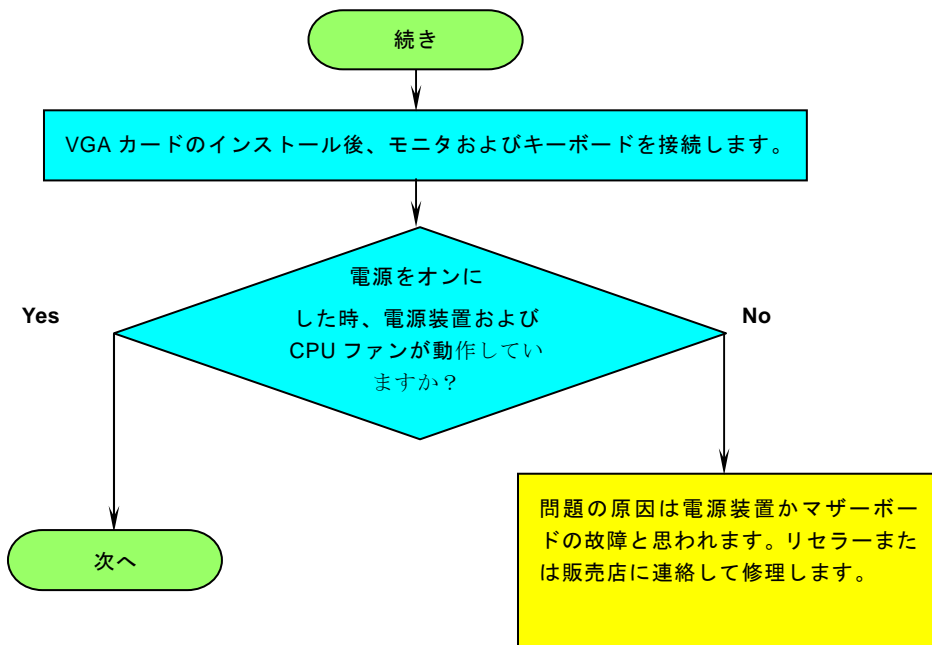 続き
VGA カードのインストール後、モニタおよびキーボードを接続します。
電源をオンに
した時、電源装置および
CPU ファンが動作してい
ますか？
Yes
No
問題の原因は電源装置かマザーボー
ドの故障と思われます。リセラーまた
は販売店に連絡して修理します。
次へ